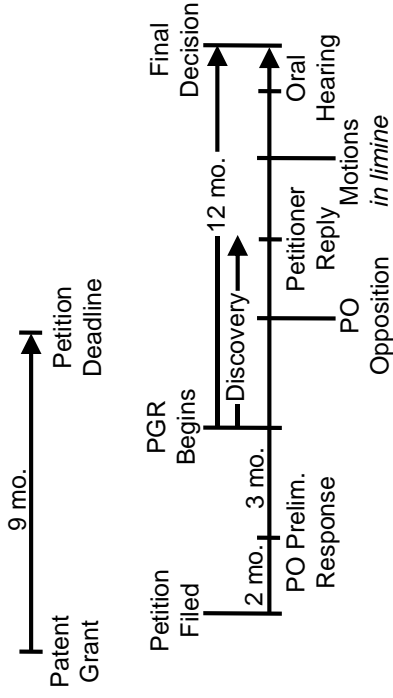 Patent
Grant
9 mo.
Petition
Deadline
Petition
Filed
PGR
Begins
Final
Decision
12 mo.
Discovery
2 mo.
3 mo.
PO Prelim.
Response
PO
Opposition
Petitioner
Reply
Motions
in limine
Oral
Hearing